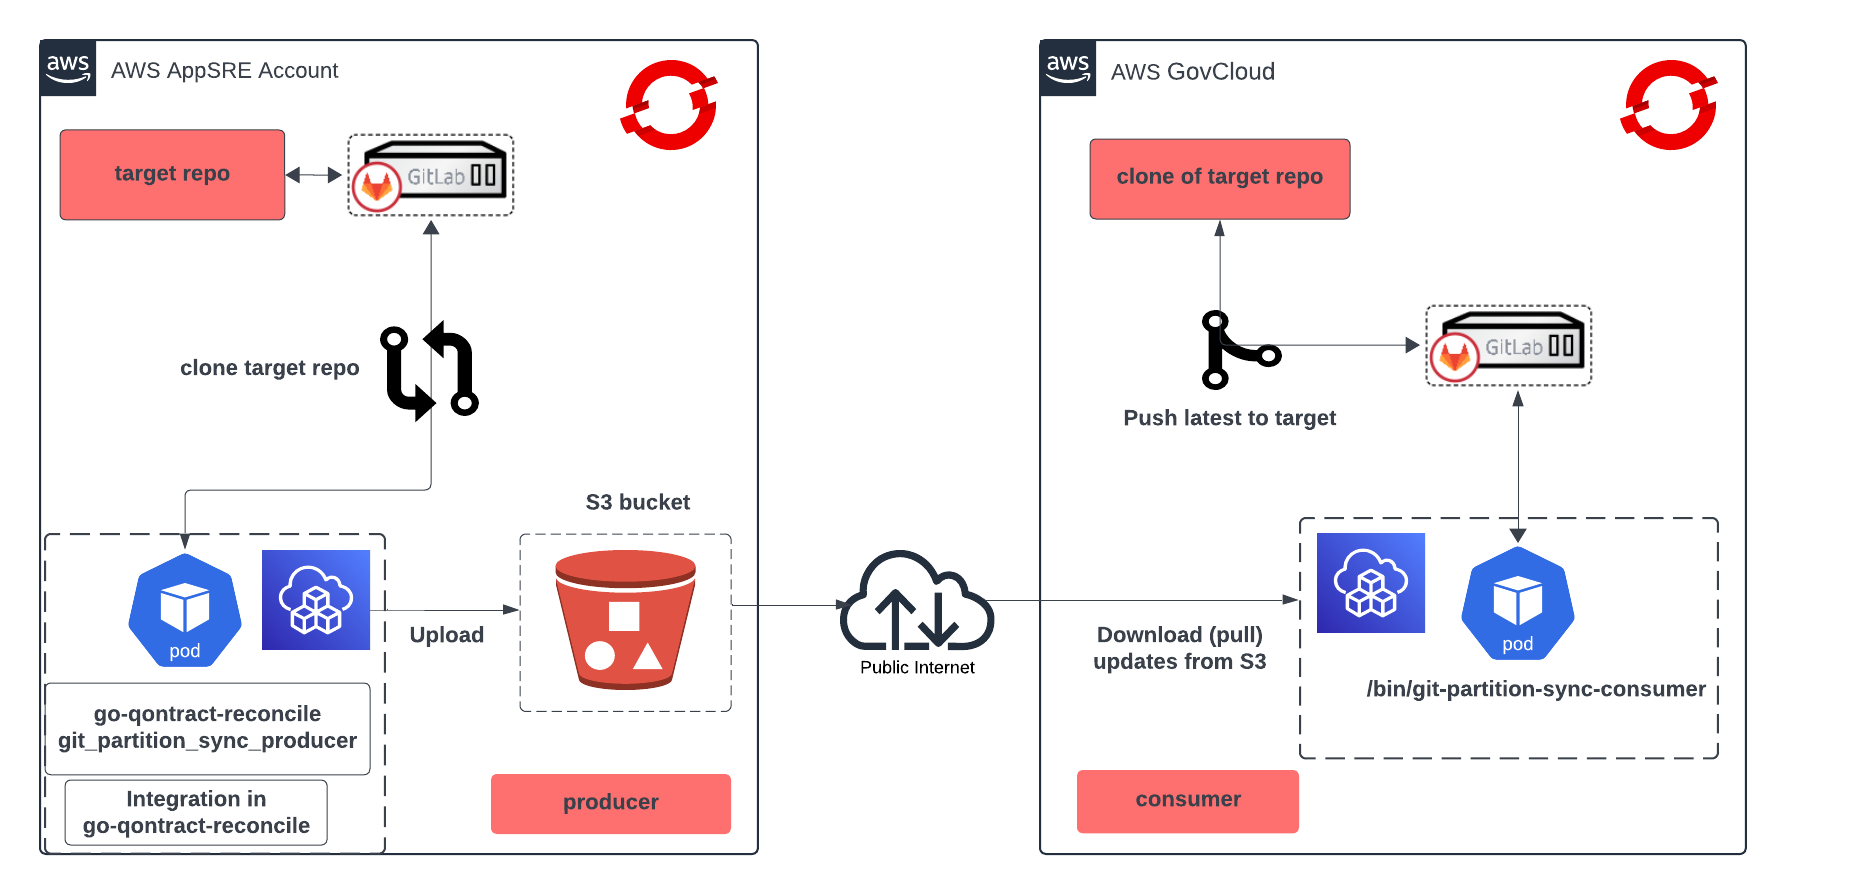 aws
AWS AppSRE Account
target repo
GitLab
clone target repo
S3 bucket
pod
Upload
go-qontract-reconcile
git_partition_sync_producer
Integration in
go-qontract-reconcile
producer
Public Internet
aws
AWS GovCloud
clone of target repo
GitLab
Push latest to target
Download (pull)
updates from S3
pod
/bin/git-partition-sync-consumer
consumer